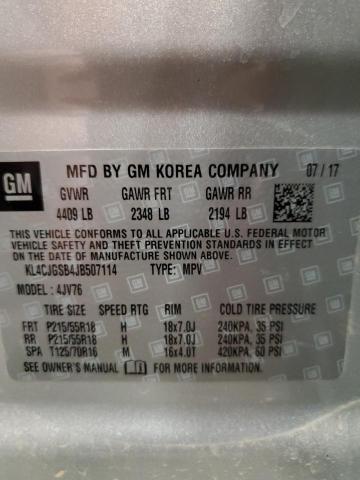 GM
MFD BY GM KOREA COMPANY 07/17
GVWR GAWR FRT GAWR RR
4409 LB 2348 LB 2194 LB
THIS VEHICLE CONFORMS TO ALL APPLICABLE U.S. FEDERAL MOTOR
VEHICLE SAFETY, BUMPER, AND THEFT PREVENTION STANDARDS IN EFFECT
ON THE DATE OF MANUFACTURE SHOWN ABOVE.
KL4CJGSB4JB507114 TYPE: MPV
MODEL: 4JV76
TIRE SIZE SPEED RTG RIM COLD TIRE PRESSURE
FRT P215/55R18 H 18x7.0J 240KPA, 35 PSI
RR P215/55R18 H 18x7.0J 240KPA, 35 PSI
SPA T125/70R16 M 16x4.0T 420KPA, 60 PSI
SEE OWNER'S MANUAL FOR MORE INFORMATION.